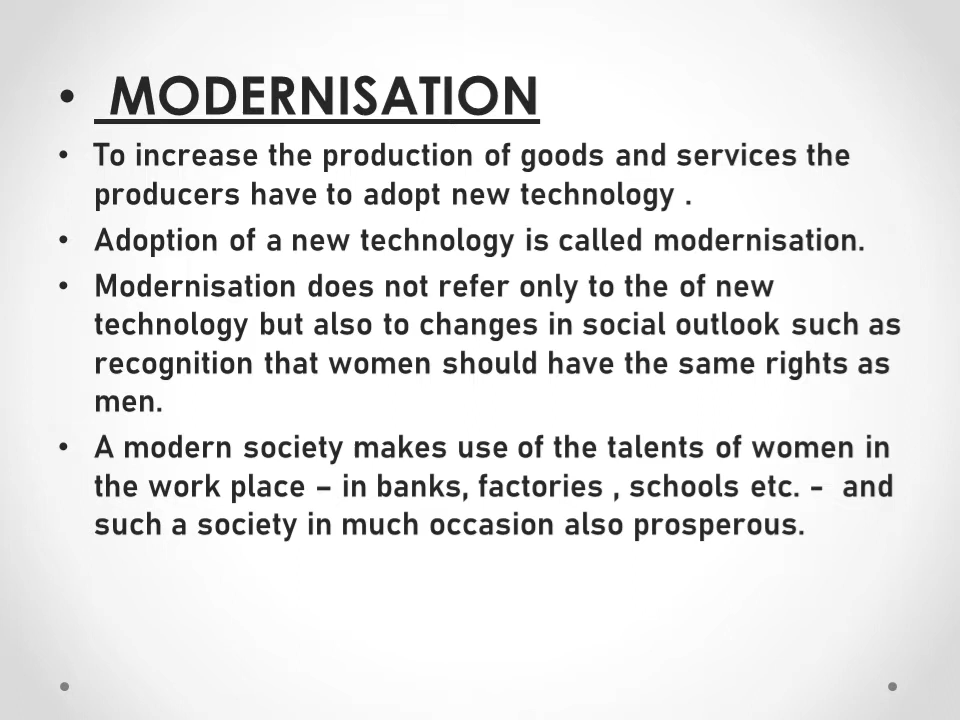 • MODERNISATION
• To increase the production of goods and services the
producers have to adopt new technology .
• Adoption of a new technology is called modernisation.
• Modernisation does not refer only to the of new
technology but also to changes in social outlook such as
recognition that women should have the same rights as
men.
• A modern society makes use of the talents of women in
the work place – in banks, factories , schools etc. -  and
such a society in much occasion also prosperous.